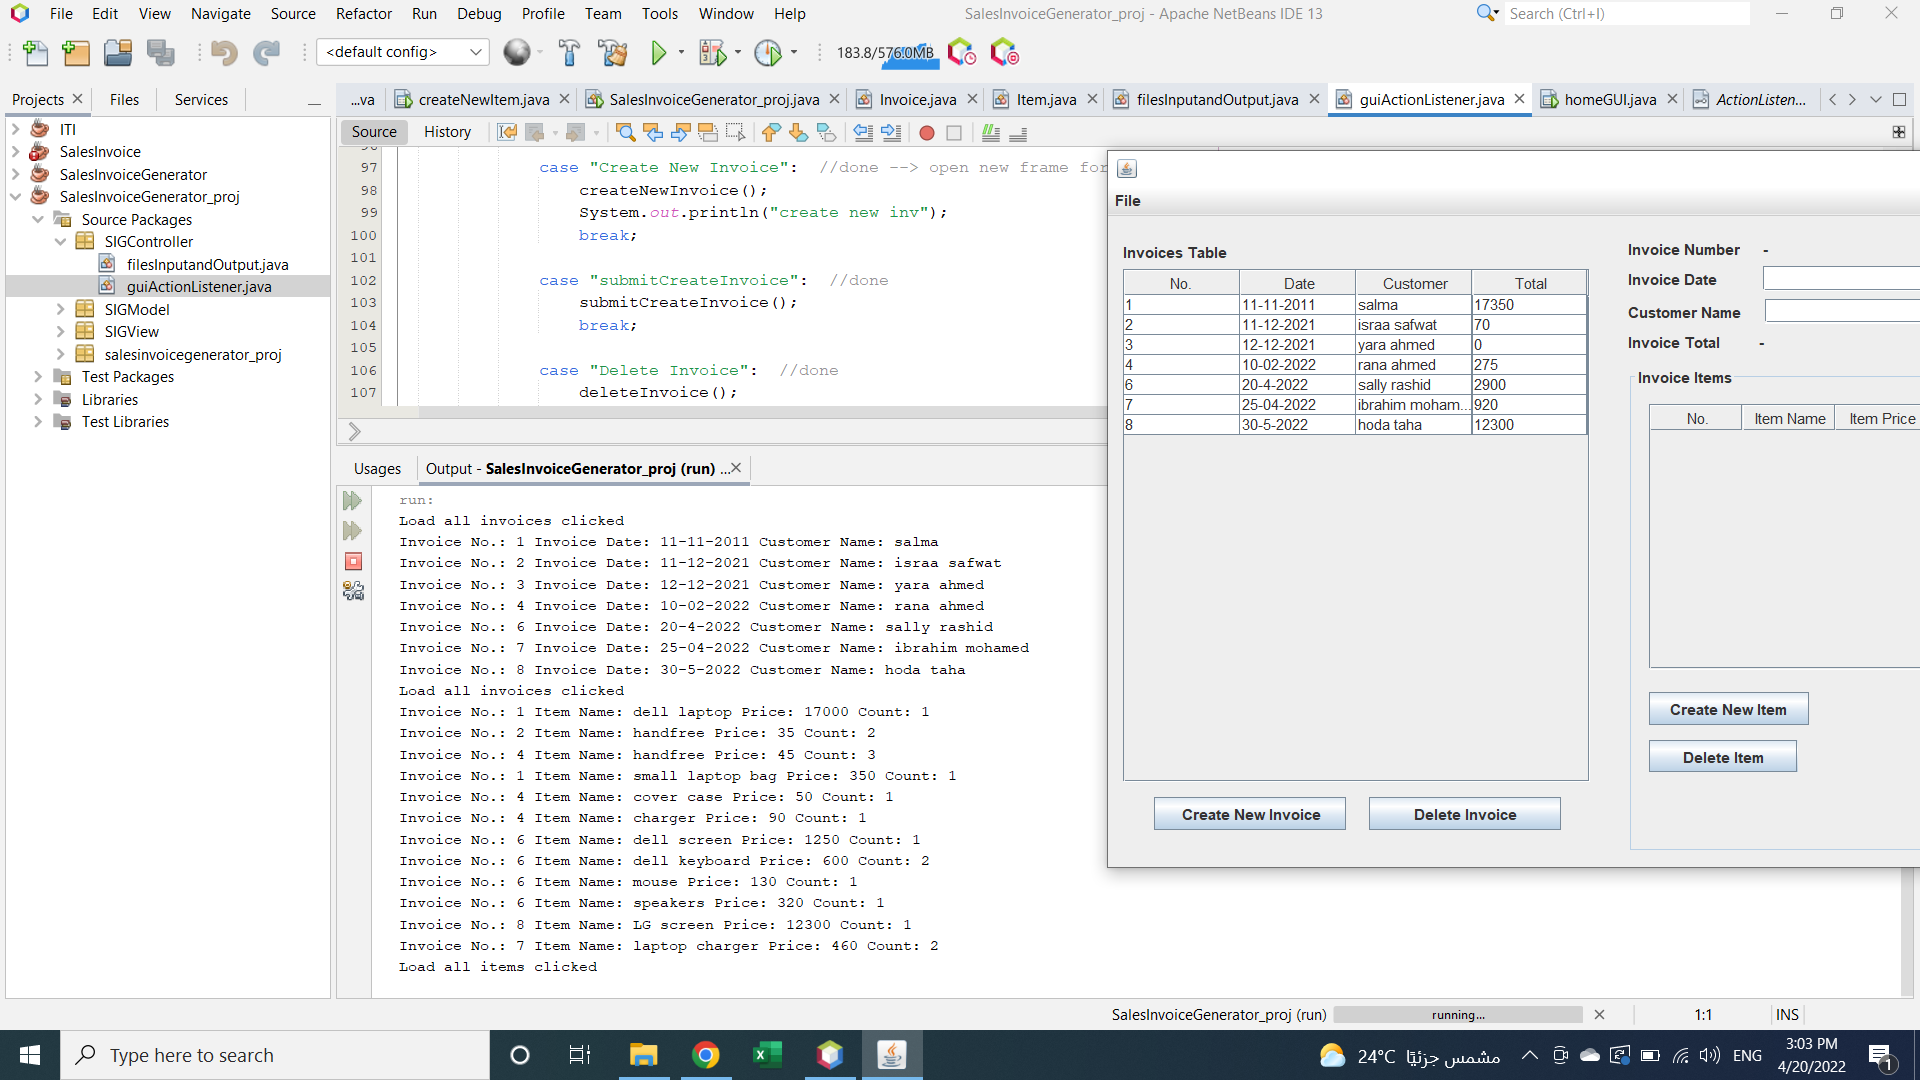 File Edit View Navigate Source Refactor Run Debug Profile Team Tools Window Help
SalesInvoiceGenerator_proj - Apache NetBeans IDE 13
Search (Ctrl+I)
<default config>
183.8/576.0MB
Projects Files Services
...va createNewItem.java SalesInvoiceGenerator_proj.java Invoice.java Item.java filesInputandOutput.java guiActionListener.java homeGUI.java ActionListen...
Source History
ITI
SalesInvoice
SalesInvoiceGenerator
SalesInvoiceGenerator_proj
Source Packages
SIGController
filesInputandOutput.java
guiActionListener.java
SIGModel
SIGView
salesinvoicegenerator_proj
Test Packages
Libraries
Test Libraries
96
97 case "Create New Invoice": //done --> open new frame for
98 createNewInvoice();
99 System.out.println("create new inv");
100 break;
101
102 case "submitCreateInvoice": //done
103 submitCreateInvoice();
104 break;
105
106 case "Delete Invoice": //done
107 deleteInvoice();
Usages Output - SalesInvoiceGenerator_proj (run) ...
run:
Load all invoices clicked
Invoice No.: 1 Invoice Date: 11-11-2011 Customer Name: salma
Invoice No.: 2 Invoice Date: 11-12-2021 Customer Name: israa safwat
Invoice No.: 3 Invoice Date: 12-12-2021 Customer Name: yara ahmed
Invoice No.: 4 Invoice Date: 10-02-2022 Customer Name: rana ahmed
Invoice No.: 6 Invoice Date: 20-4-2022 Customer Name: sally rashid
Invoice No.: 7 Invoice Date: 25-04-2022 Customer Name: ibrahim mohamed
Invoice No.: 8 Invoice Date: 30-5-2022 Customer Name: hoda taha
Load all invoices clicked
Invoice No.: 1 Item Name: dell laptop Price: 17000 Count: 1
Invoice No.: 2 Item Name: handfree Price: 35 Count: 2
Invoice No.: 4 Item Name: handfree Price: 45 Count: 3
Invoice No.: 1 Item Name: small laptop bag Price: 350 Count: 1
Invoice No.: 4 Item Name: cover case Price: 50 Count: 1
Invoice No.: 4 Item Name: charger Price: 90 Count: 1
Invoice No.: 6 Item Name: dell screen Price: 1250 Count: 1
Invoice No.: 6 Item Name: dell keyboard Price: 600 Count: 2
Invoice No.: 6 Item Name: mouse Price: 130 Count: 1
Invoice No.: 6 Item Name: speakers Price: 320 Count: 1
Invoice No.: 8 Item Name: LG screen Price: 12300 Count: 1
Invoice No.: 7 Item Name: laptop charger Price: 460 Count: 2
Load all items clicked
File
Invoices Table
No. Date Customer Total
1 11-11-2011 salma 17350
2 11-12-2021 israa safwat 70
3 12-12-2021 yara ahmed 0
4 10-02-2022 rana ahmed 275
6 20-4-2022 sally rashid 2900
7 25-04-2022 ibrahim moham... 920
8 30-5-2022 hoda taha 12300
Create New Invoice Delete Invoice
Invoice Number -
Invoice Date
Customer Name
Invoice Total -
Invoice Items
No. Item Name Item Price
Create New Item
Delete Item
SalesInvoiceGenerator_proj (run) running... 1:1 INS
Type here to search
24°C مشمس جزئيًا
ENG
3:03 PM
4/20/2022
1